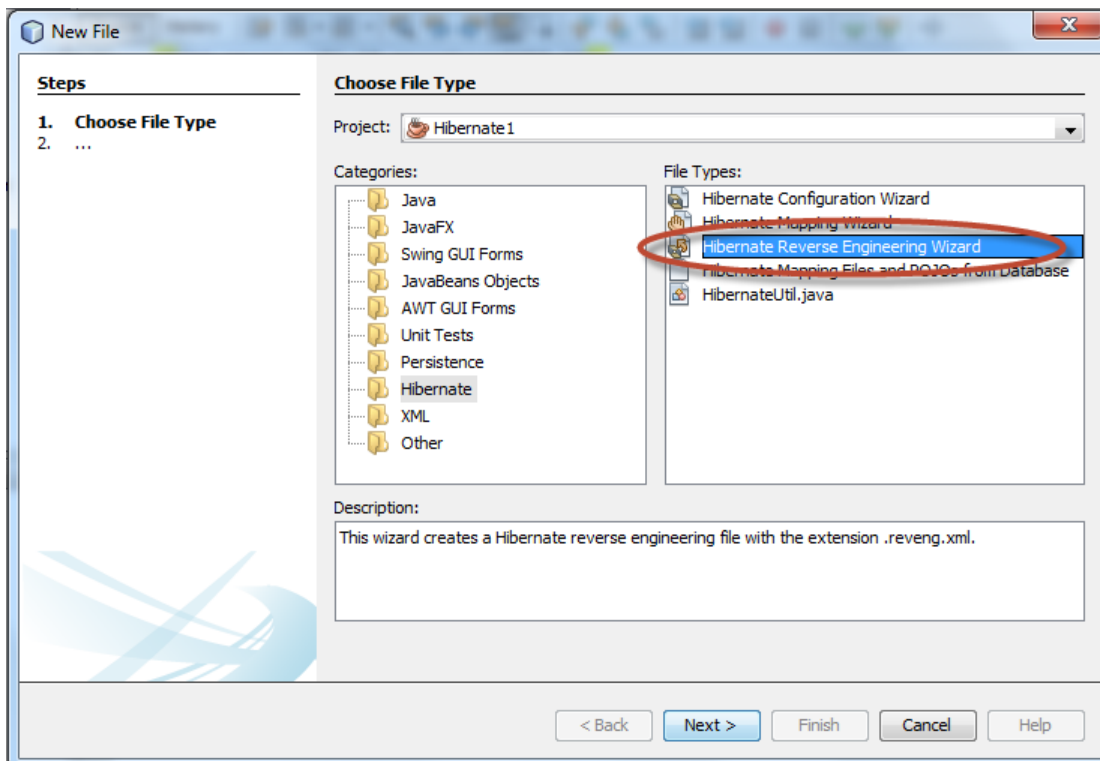 New File
X
Steps
1. Choose File Type
2. ...
Choose File Type
Project: Hibernate1
Categories:
Java
JavaFX
Swing GUI Forms
JavaBeans Objects
AWT GUI Forms
Unit Tests
Persistence
Hibernate
XML
Other
File Types:
Hibernate Configuration Wizard
Hibernate Mapping Wizard
Hibernate Reverse Engineering Wizard
Hibernate Mapping Files and POJOs from Database
HibernateUtil.java
Description:
This wizard creates a Hibernate reverse engineering file with the extension .reveng.xml.
< Back Next > Finish Cancel Help